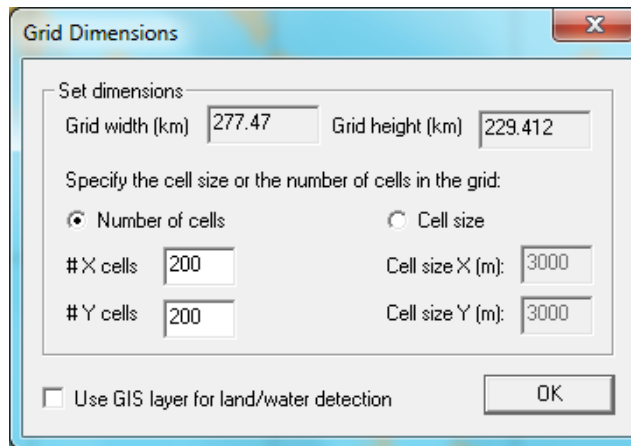 Grid Dimensions
Set dimensions
Grid width (km) 277.47 Grid height (km) 229.412
Specify the cell size or the number of cells in the grid:
Number of cells Cell size
# X cells 200 Cell size X (m): 3000
# Y cells 200 Cell size Y (m): 3000
Use GIS layer for land/water detection OK